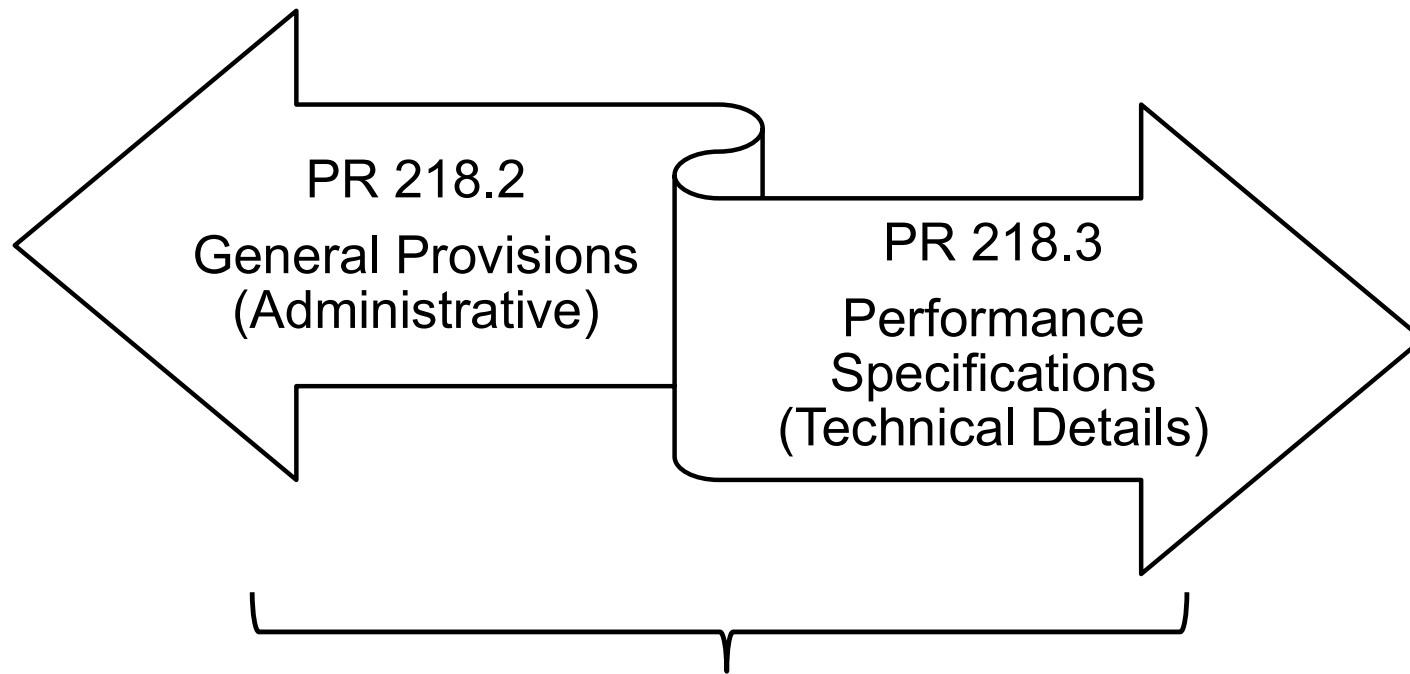 PR 218.2
General Provisions
(Administrative)
PR 218.3
Performance
Specifications
(Technical Details)